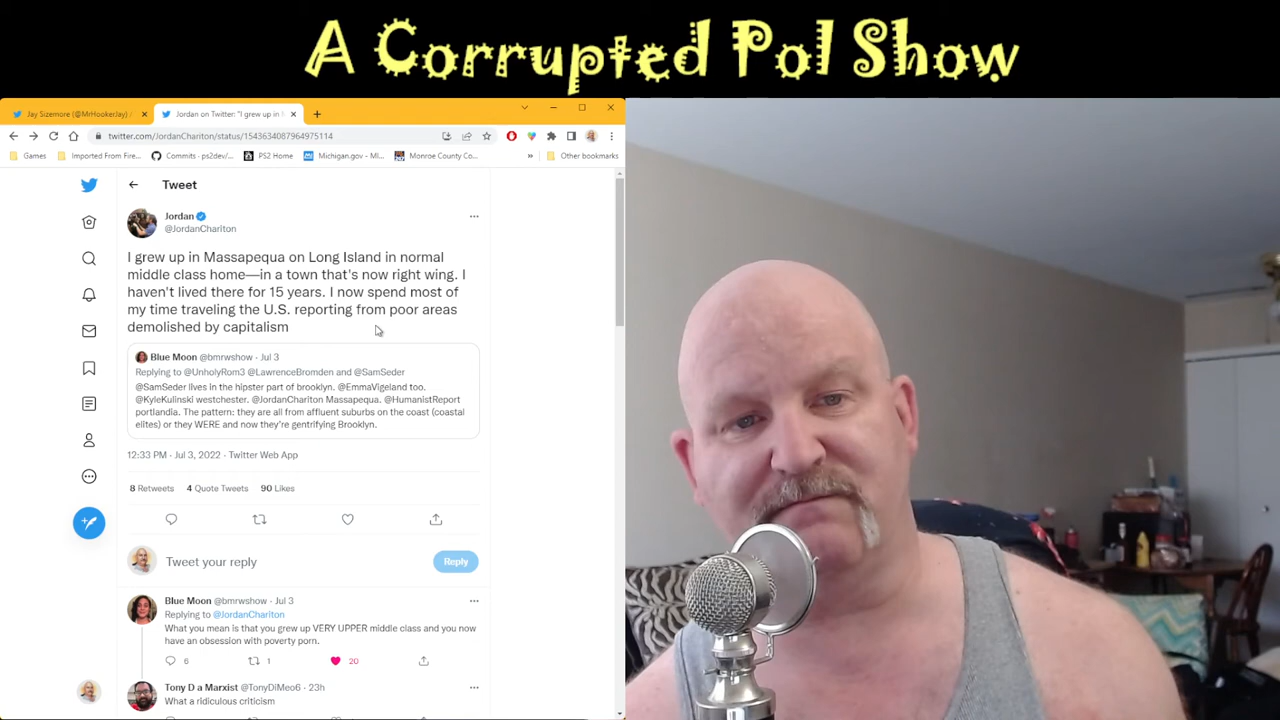 A Corrupted Pol Show
Jay Sizemore (@MrHookerJay) /
Jordan on Twitter: "I grew up in
twitter.com/JordanChariton/status/1543634087964975114
Games
Imported From Fire...
Commits · ps2dev/...
PS2 Home
Michigan.gov - MI...
Monroe County Co...
»
Other bookmarks
Tweet
Jordan
@JordanChariton
I grew up in Massapequa on Long Island in normal
middle class home—in a town that's now right wing. I
haven't lived there for 15 years. I now spend most of
my time traveling the U.S. reporting from poor areas
demolished by capitalism
Blue Moon @bmrwshow · Jul 3
Replying to @UnholyRom3 @LawrenceBromden and @SamSeder
@SamSeder lives in the hipster part of brooklyn. @EmmaVigeland too.
@KyleKulinski westchester. @JordanChariton Massapequa. @HumanistReport
portlandia. The pattern: they are all from affluent suburbs on the coast (coastal
elites) or they WERE and now they're gentrifying Brooklyn.
12:33 PM · Jul 3, 2022 · Twitter Web App
8 Retweets 4 Quote Tweets 90 Likes
Tweet your reply
Reply
Blue Moon @bmrwshow · Jul 3
Replying to @JordanChariton
What you mean is that you grew up VERY UPPER middle class and you now
have an obsession with poverty porn.
6 1 20
Tony D a Marxist @TonyDiMeo6 · 23h
What a ridiculous criticism